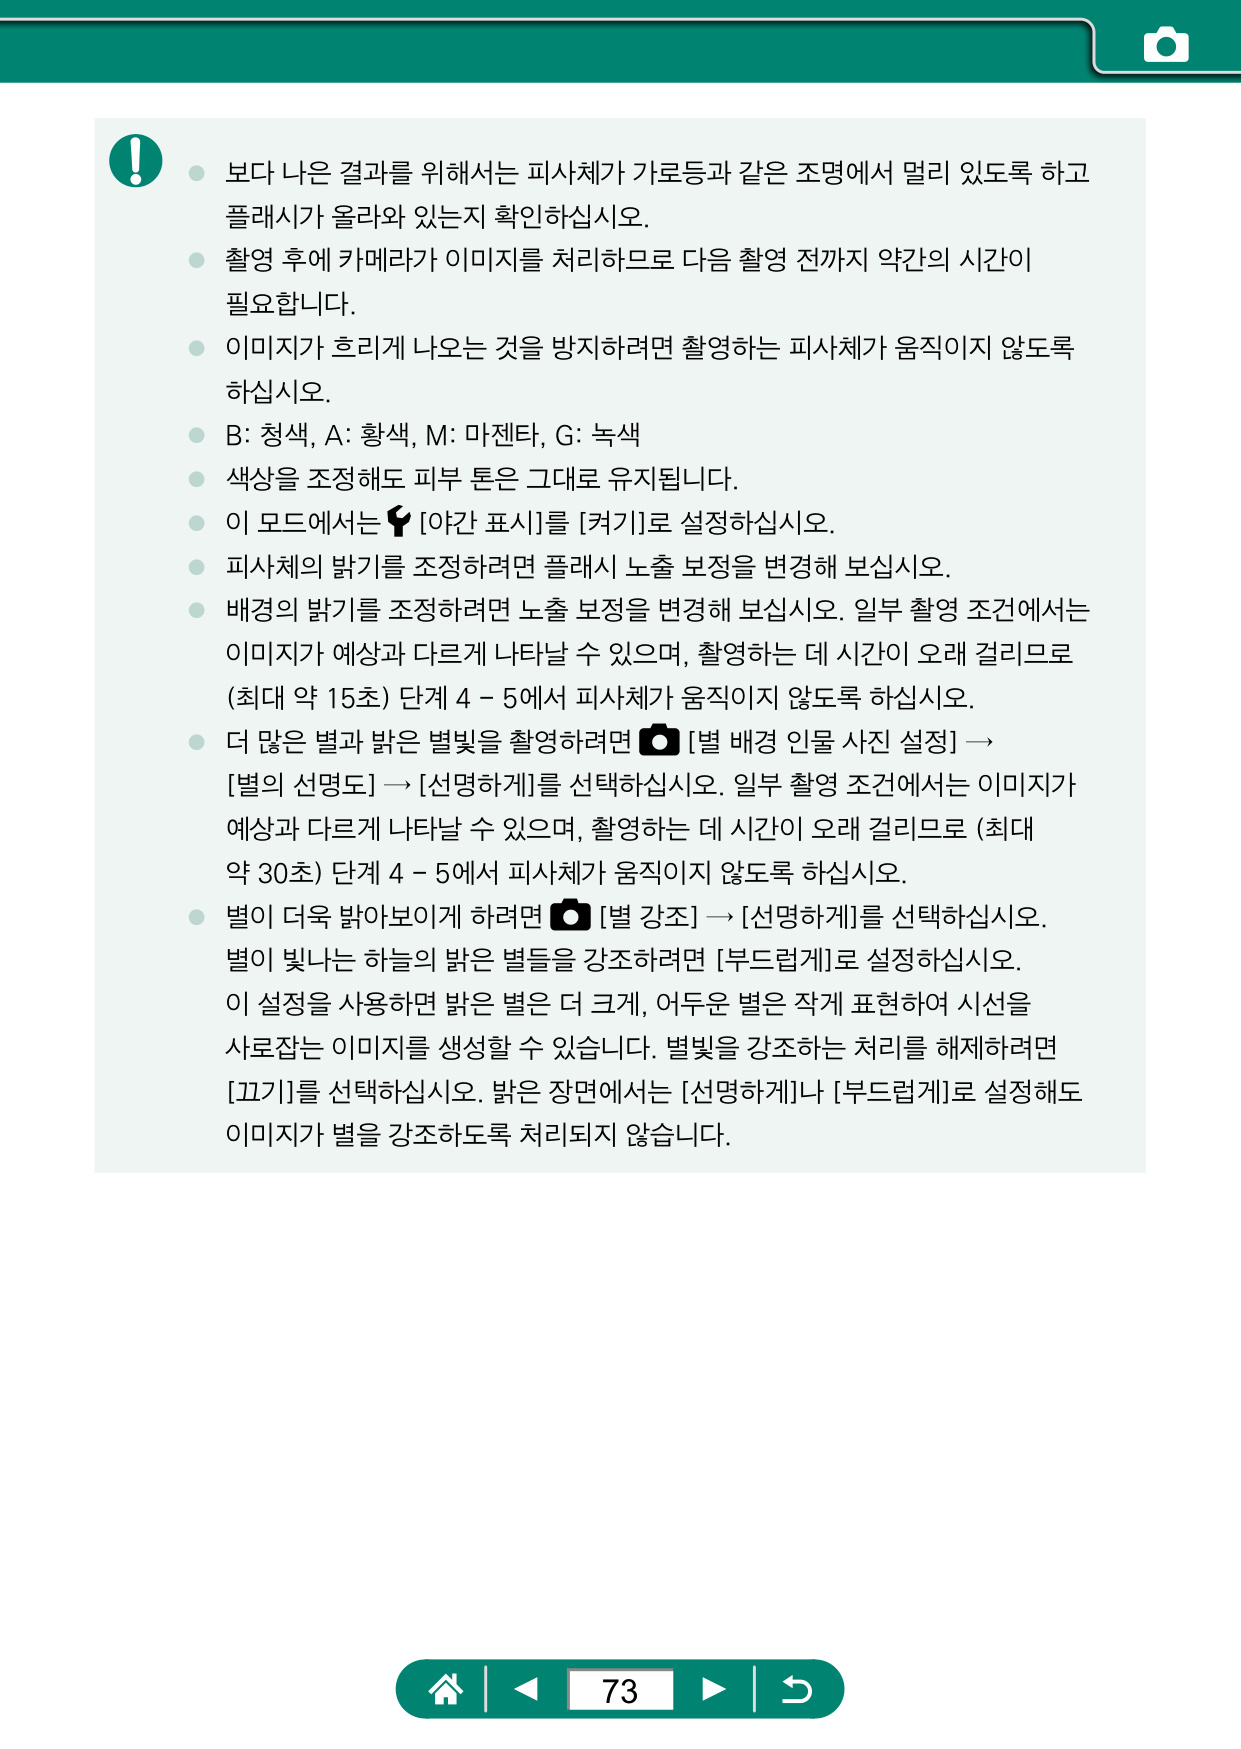 보다 나은 결과를 위해서는 피사체가 가로등과 같은 조명에서 멀리 있도록 하고
플래시가 올라와 있는지 확인하십시오.
촬영 후에 카메라가 이미지를 처리하므로 다음 촬영 전까지 약간의 시간이
필요합니다.
이미지가 흐리게 나오는 것을 방지하려면 촬영하는 피사체가 움직이지 않도록
하십시오.
B: 청색, A: 황색, M: 마젠타, G: 녹색
색상을 조정해도 피부 톤은 그대로 유지됩니다.
이 모드에서는 [야간 표시]를 [켜기]로 설정하십시오.
피사체의 밝기를 조정하려면 플래시 노출 보정을 변경해 보십시오.
배경의 밝기를 조정하려면 노출 보정을 변경해 보십시오. 일부 촬영 조건에서는
이미지가 예상과 다르게 나타날 수 있으며, 촬영하는 데 시간이 오래 걸리므로
(최대 약 15초) 단계 4 – 5에서 피사체가 움직이지 않도록 하십시오.
더 많은 별과 밝은 별빛을 촬영하려면 [별 배경 인물 사진 설정] →
[별의 선명도] → [선명하게]를 선택하십시오. 일부 촬영 조건에서는 이미지가
예상과 다르게 나타날 수 있으며, 촬영하는 데 시간이 오래 걸리므로 (최대
약 30초) 단계 4 – 5에서 피사체가 움직이지 않도록 하십시오.
별이 더욱 밝아보이게 하려면 [별 강조] → [선명하게]를 선택하십시오.
별이 빛나는 하늘의 밝은 별들을 강조하려면 [부드럽게]로 설정하십시오.
이 설정을 사용하면 밝은 별은 더 크게, 어두운 별은 작게 표현하여 시선을
사로잡는 이미지를 생성할 수 있습니다. 별빛을 강조하는 처리를 해제하려면
[끄기]를 선택하십시오. 밝은 장면에서는 [선명하게]나 [부드럽게]로 설정해도
이미지가 별을 강조하도록 처리되지 않습니다.
73